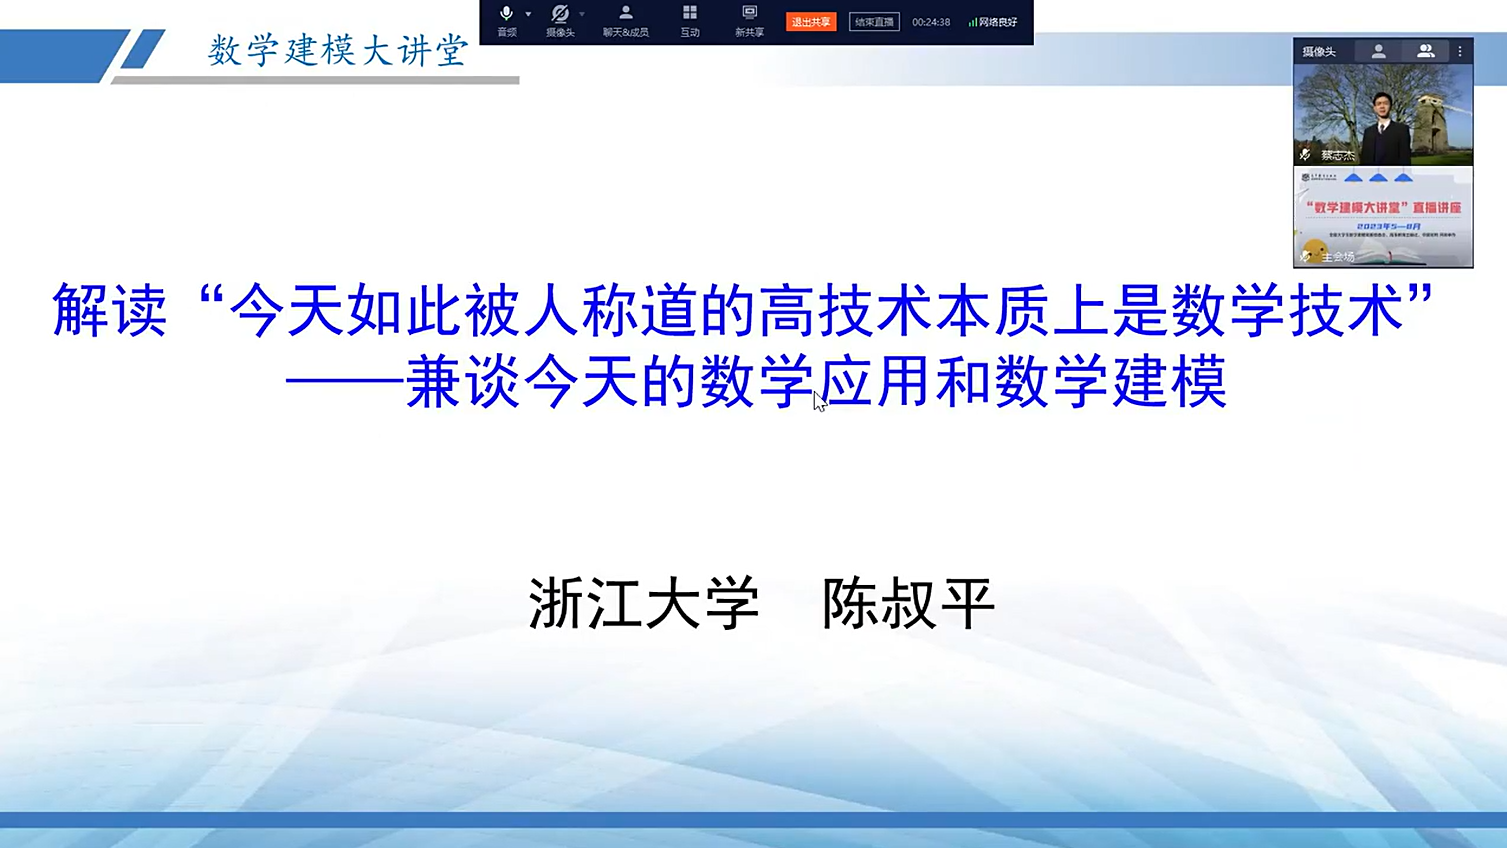 数学建模大讲堂
音频
摄像头
聊天&成员
互动
新共享
退出共享
结束直播
00:24:38
网络良好
摄像头
蔡志杰
“数学建模大讲堂”直播讲座
2023年5—8月
主会场
解读“今天如此被人称道的高技术本质上是数学技术”
——兼谈今天的数学应用和数学建模
浙江大学 陈叔平